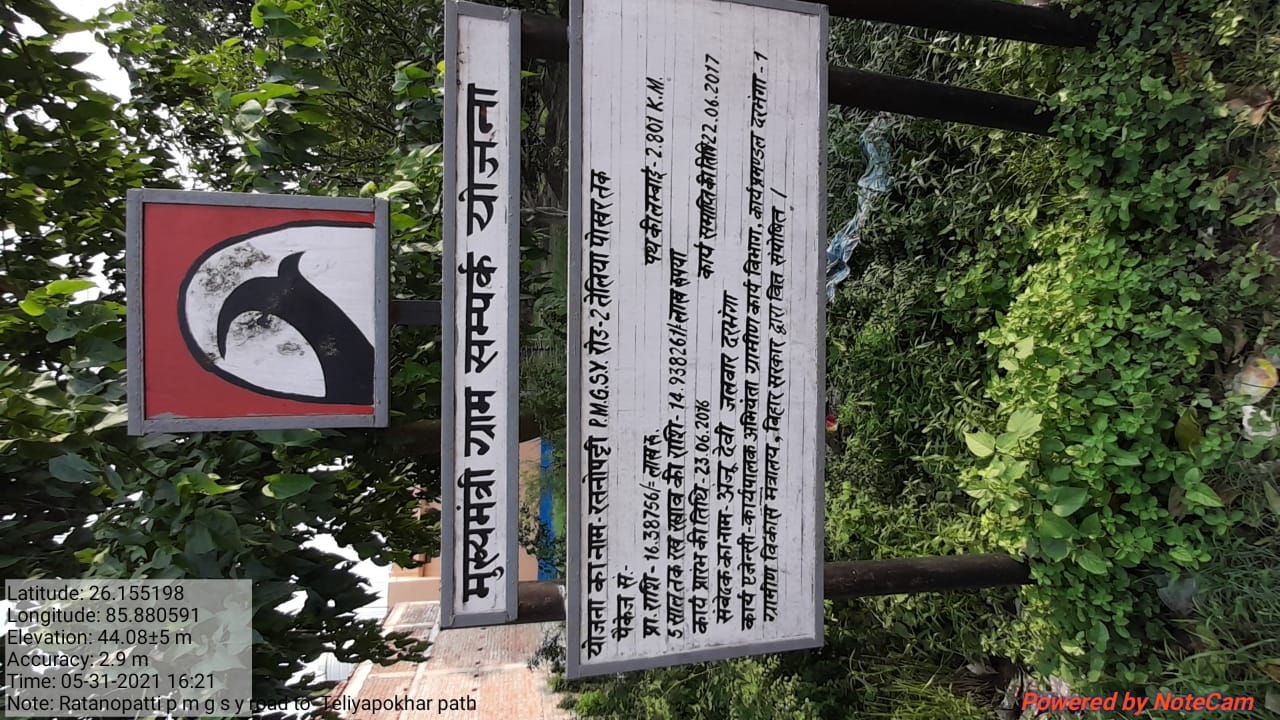 मुख्यमंत्री ग्राम सम्पर्क योजना
योजना का नाम- रतनोपट्टी P.M.G.S.Y. रोड-2 तेलिया पोखर तक
पैकेज सं.-
प्रा. राशि - 16.38756/= लाख रू. पथ की लम्बाई- 2.801 K.M.
5 साल तक रख रखाव की राशि- 14.938261/-लाख रूपया
कार्य प्रारम्भ की तिथि - 23.06.2016 कार्य समाप्ति की तिथि 22.06.2017
संवेदक का नाम- अंजू देवी जलवार दरभंगा
कार्य एजेन्सी - कार्यपालक अभियंता ग्रामीण कार्य विभाग, कार्य प्रमण्डल दरभंगा - 1
ग्रामीण विकास मंत्रालय, बिहार सरकार द्वारा वित्त संपोषित /
Latitude: 26.155198
Longitude: 85.880591
Elevation: 44.08±5 m
Accuracy: 2.9 m
Time: 05-31-2021 16:21
Note: Ratanopatti p m g s y road to Teliyapokhar path
Powered by NoteCam